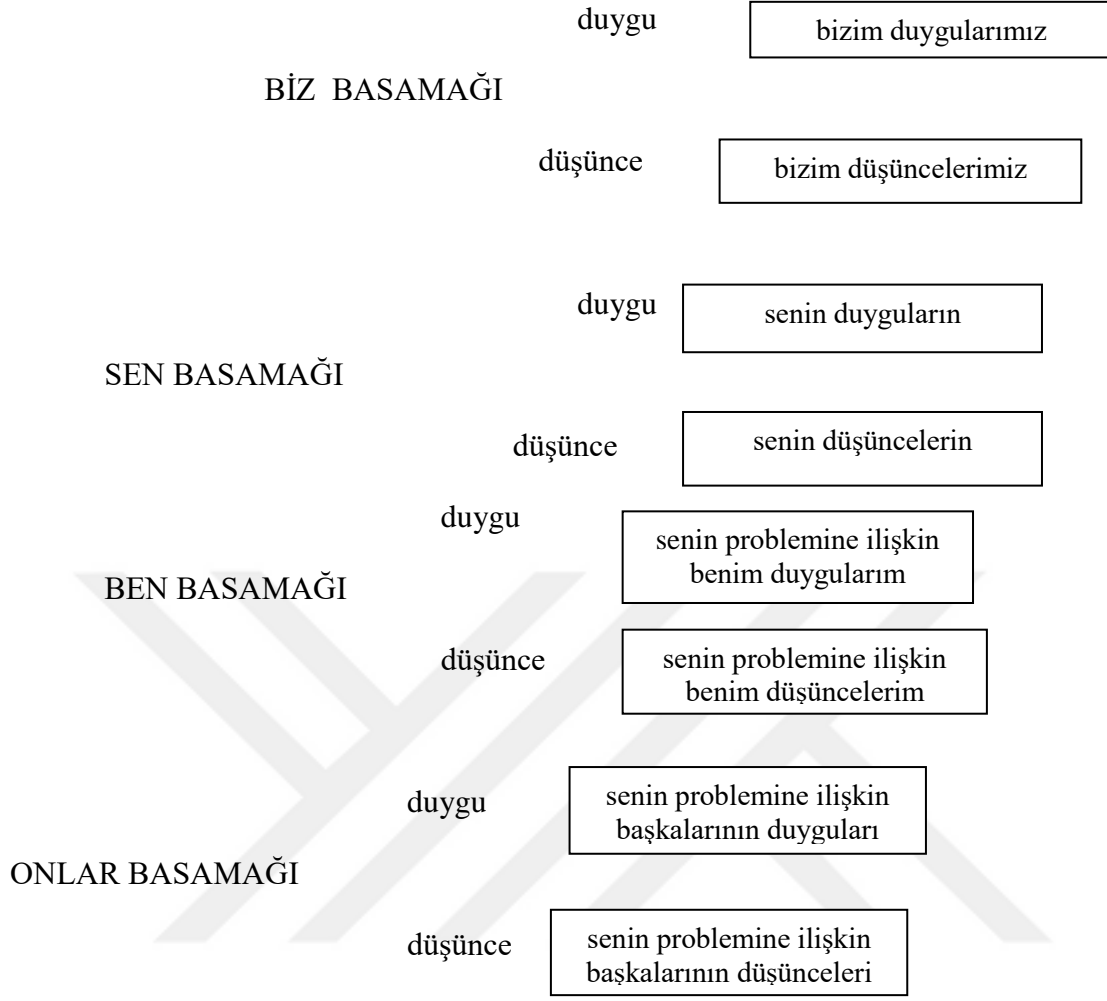 duygu
bizim duygularımız
BİZ BASAMAĞI
düşünce
bizim düşüncelerimiz
duygu
senin duyguların
SEN BASAMAĞI
düşünce
senin düşüncelerin
duygu
senin problemine ilişkin
benim duygularım
BEN BASAMAĞI
düşünce
senin problemine ilişkin
benim düşüncelerim
duygu
senin problemine ilişkin
başkalarının duyguları
ONLAR BASAMAĞI
düşünce
senin problemine ilişkin
başkalarının düşünceleri